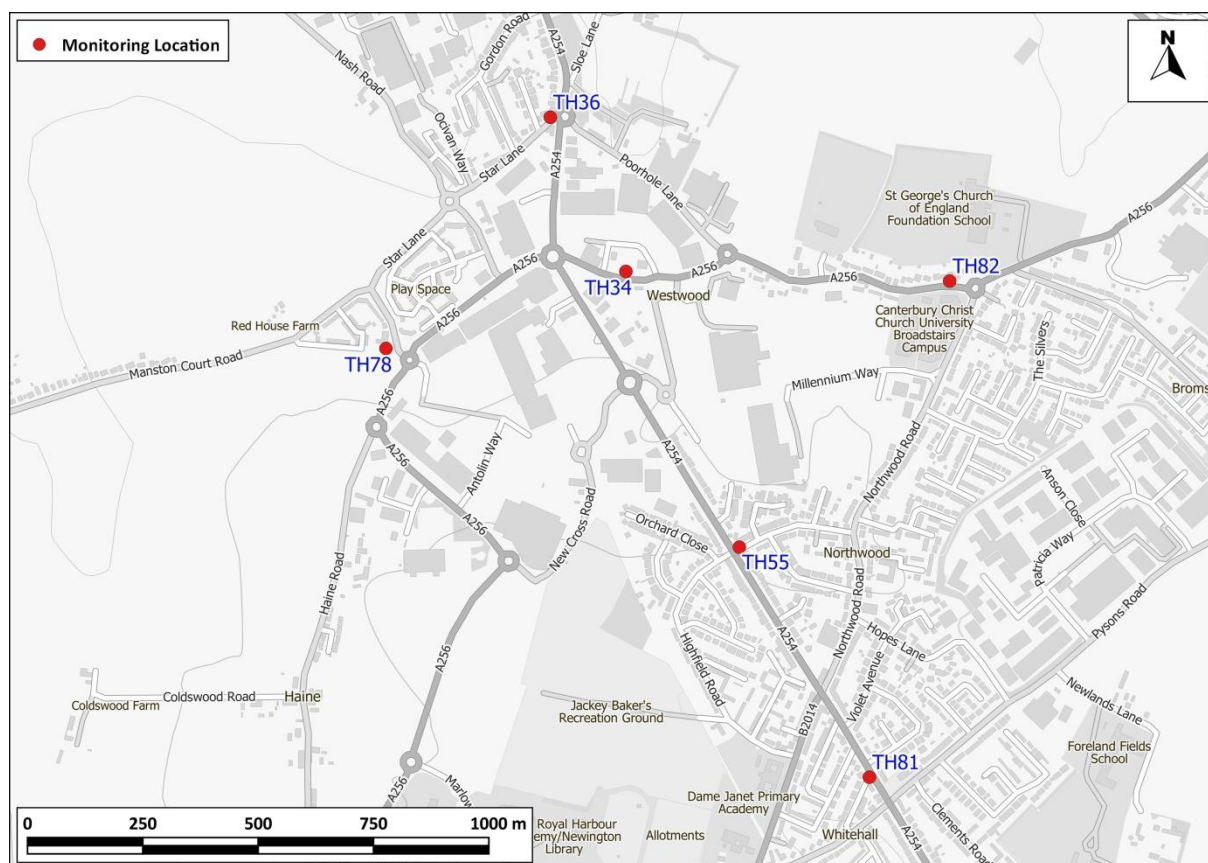 Monitoring Location
N
A254
Sloe Lane
Gordon Road
Nash Road
Ocivan Way
TH36
Star Lane
A254
Poorhole Lane
St George's Church
of England
Foundation School
A256
Star Lane
A256
A256
TH34
Westwood
A256
TH82
Play Space
A256
Red House Farm
Canterbury Christ
Church University
Broadstairs
Campus
The Silvers
TH78
Manston Court Road
Millennium Way
Broms
A256
A256
Antolin Way
A254
Northwood Road
Anson Close
A256
New Cross Road
Orchard Close
TH55
Northwood
Patricia Way
Haine Road
Northwood Road
Pysons Road
A254
Hopes Lane
Highfield Road
Violet Avenue
A256
Coldswood Road
Haine
Coldswood Farm
Jackey Baker's
Recreation Ground
B2014
Newlands Lane
Foreland Fields
School
TH81
A256
Marlow
Dame Janet Primary
Academy
Clements Road
Royal Harbour
emy/Newington
Library
Allotments
Whitehall
A254
0 250 500 750 1000 m